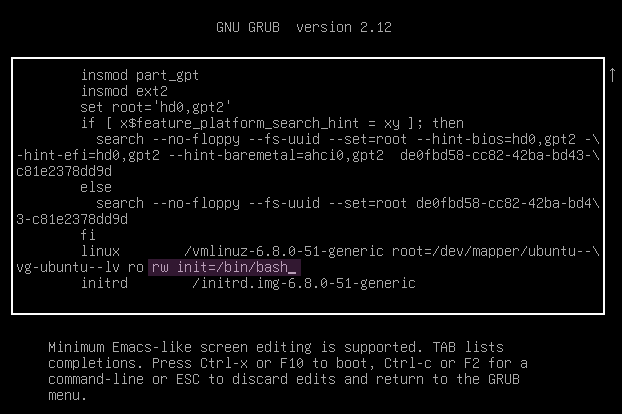 GNU GRUB  version 2.12
insmod part_gpt
insmod ext2
set root='hd0,gpt2'
if [ x$feature_platform_search_hint = xy ]; then
search --no-floppy --fs-uuid --set=root --hint-bios=hd0,gpt2 -\
-hint-efi=hd0,gpt2 --hint-baremetal=ahci0,gpt2  de0fbd58-cc82-42ba-bd43-\
c81e2378dd9d
else
search --no-floppy --fs-uuid --set=root de0fbd58-cc82-42ba-bd4\
3-c81e2378dd9d
fi
linux        /vmlinuz-6.8.0-51-generic root=/dev/mapper/ubuntu--\
vg-ubuntu--lv ro rw init=/bin/bash_
initrd        /initrd.img-6.8.0-51-generic
↑
Minimum Emacs-like screen editing is supported. TAB lists
completions. Press Ctrl-x or F10 to boot, Ctrl-c or F2 for a
command-line or ESC to discard edits and return to the GRUB
menu.